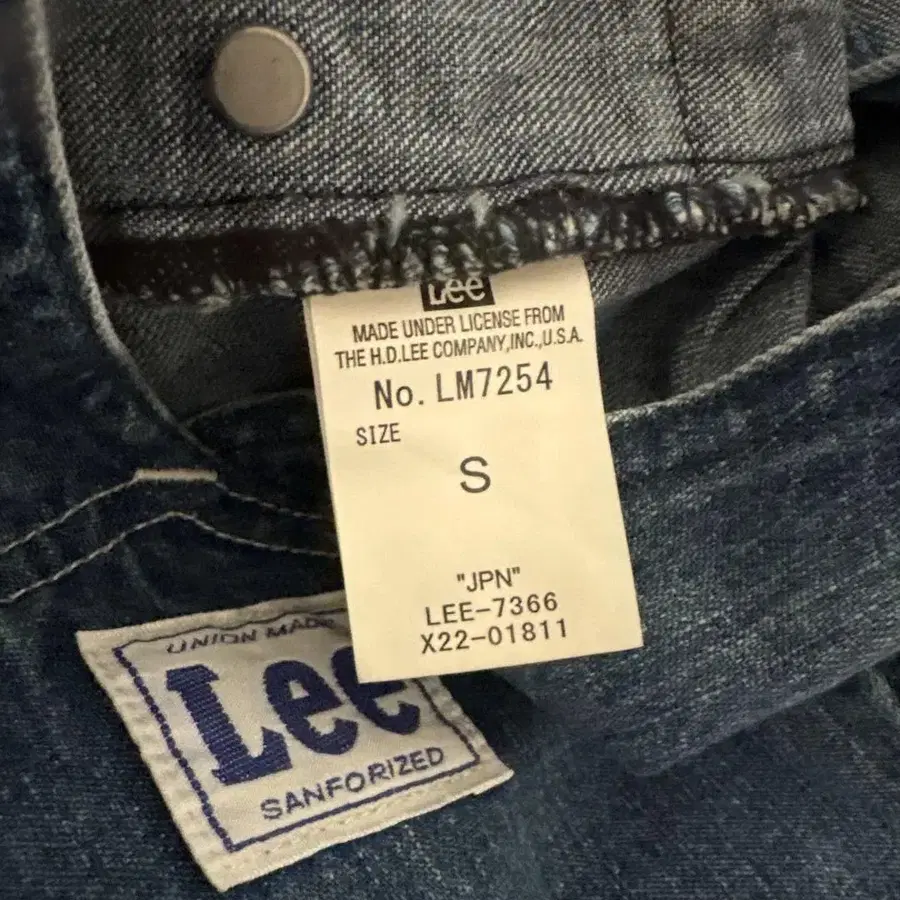 Lee
MADE UNDER LICENSE FROM
THE H.D.LEE COMPANY,INC.,U.S.A.
No. LM7254
SIZE
S
"JPN"
LEE-7366
X22-01811
UNION MADE
Lee
SANFORIZED